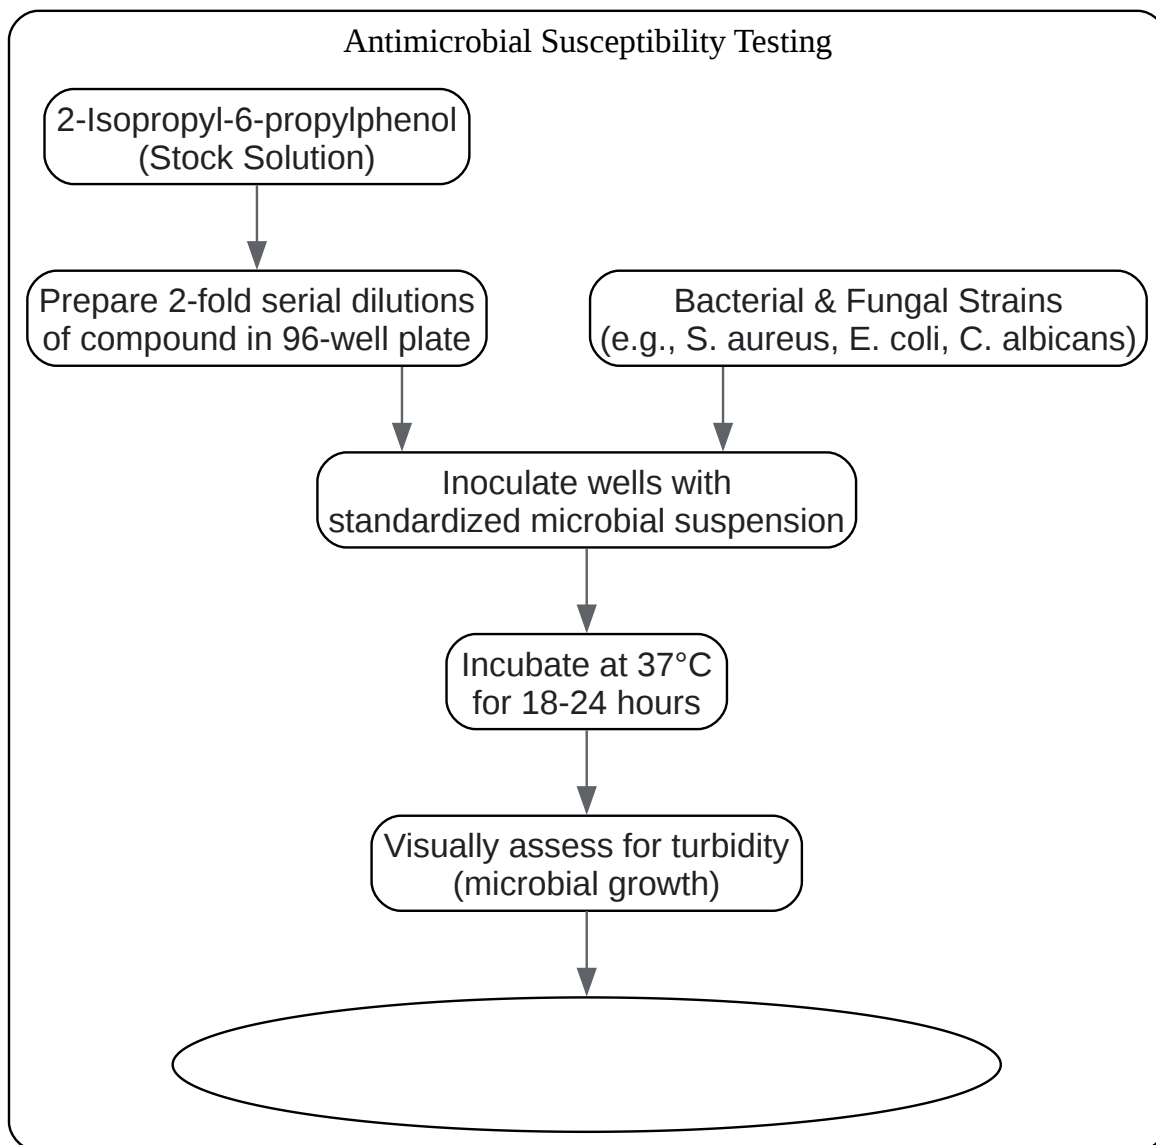 Antimicrobial Susceptibility Testing
2-Isopropyl-6-propylphenol
(Stock Solution)
Prepare 2-fold serial dilutions
of compound in 96-well plate
Bacterial & Fungal Strains
(e.g., S. aureus, E. coli, C. albicans)
Inoculate wells with
standardized microbial suspension
Incubate at 37°C
for 18-24 hours
Visually assess for turbidity
(microbial growth)